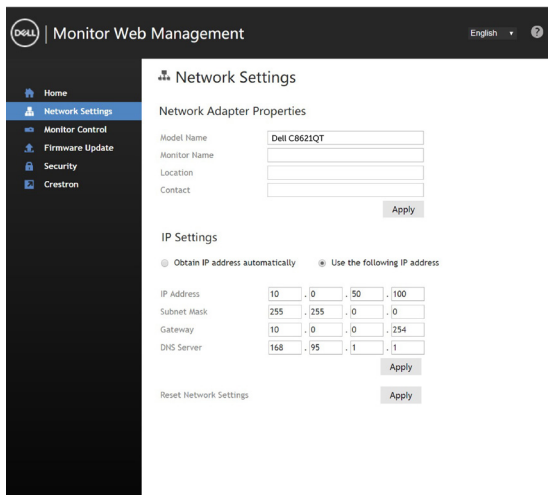 DELL | Monitor Web Management
English ▼ ?
Home
Network Settings
Monitor Control
Firmware Update
Security
Crestron
Network Settings
Network Adapter Properties
Model Name Dell C8621QT
Monitor Name
Location
Contact
Apply
IP Settings
Obtain IP address automatically Use the following IP address
IP Address 10 . 0 . 50 . 100
Subnet Mask 255 . 255 . 0 . 0
Gateway 10 . 0 . 0 . 254
DNS Server 168 . 95 . 1 . 1
Apply
Reset Network Settings Apply